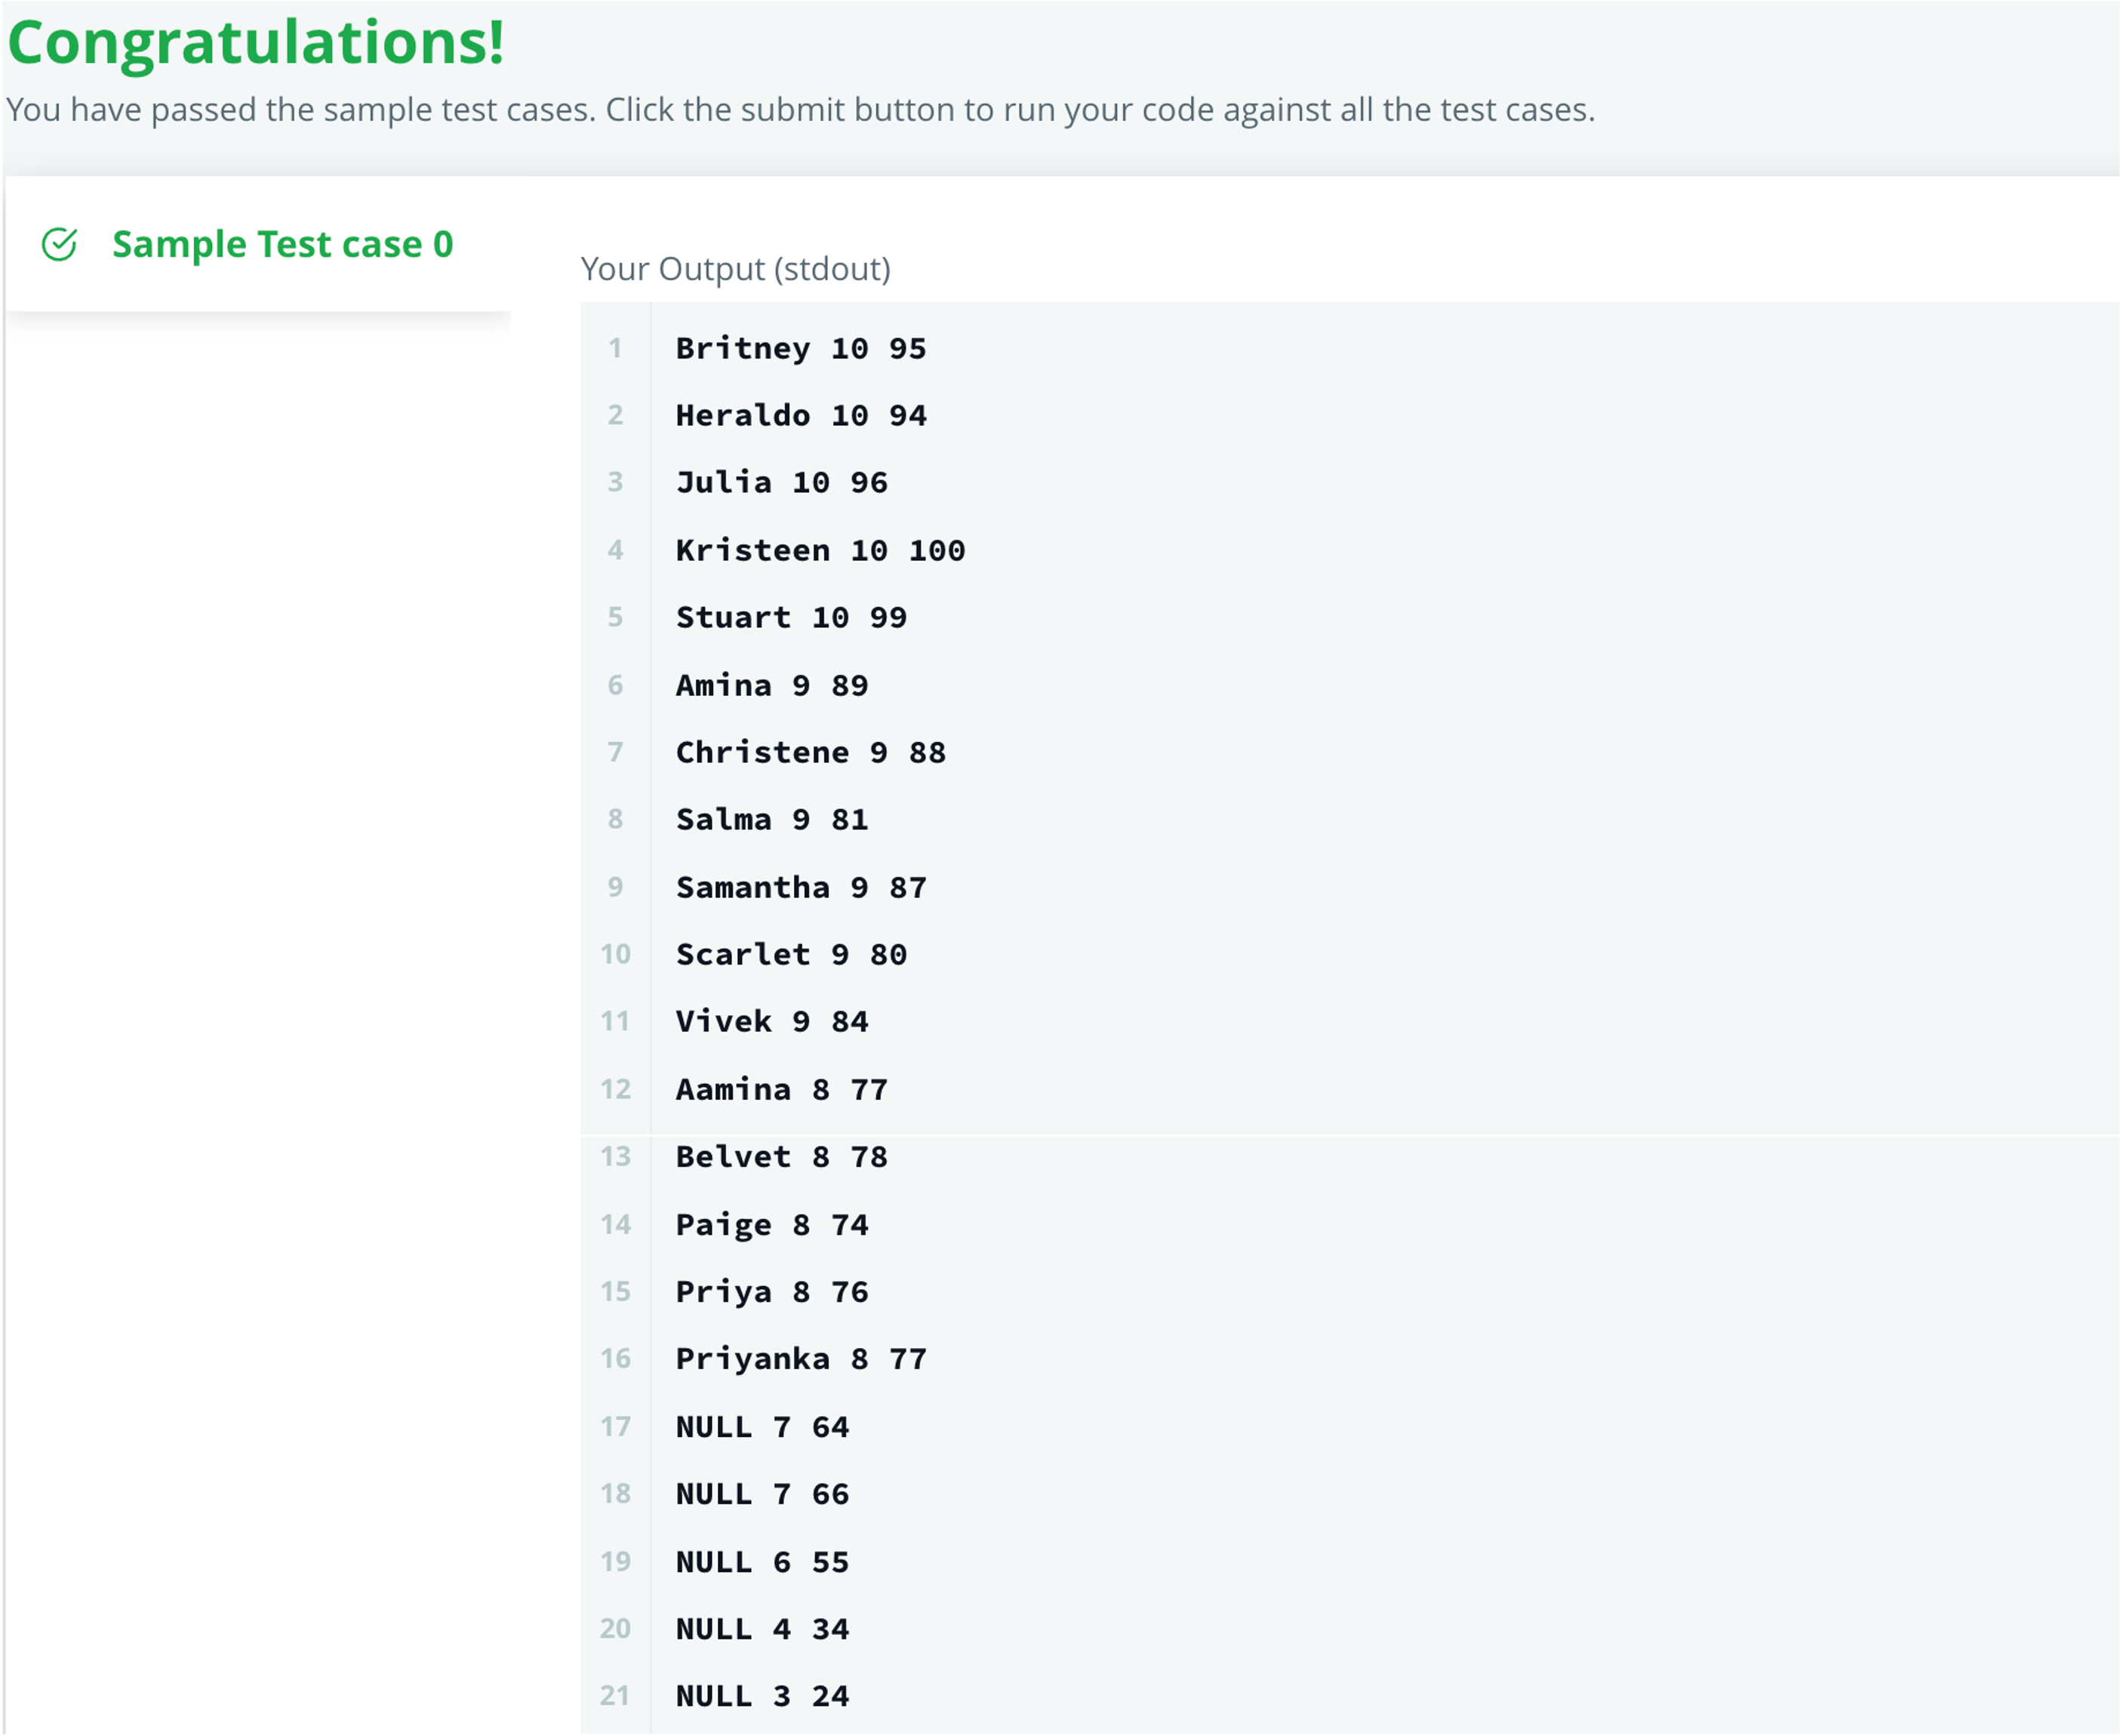 Congratulations!
You have passed the sample test cases. Click the submit button to run your code against all the test cases.
Sample Test case 0
Your Output (stdout)
1 Britney 10 95
2 Heraldo 10 94
3 Julia 10 96
4 Kristeen 10 100
5 Stuart 10 99
6 Amina 9 89
7 Christene 9 88
8 Salma 9 81
9 Samantha 9 87
10 Scarlet 9 80
11 Vivek 9 84
12 Aamina 8 77
13 Belvet 8 78
14 Paige 8 74
15 Priya 8 76
16 Priyanka 8 77
17 NULL 7 64
18 NULL 7 66
19 NULL 6 55
20 NULL 4 34
21 NULL 3 24